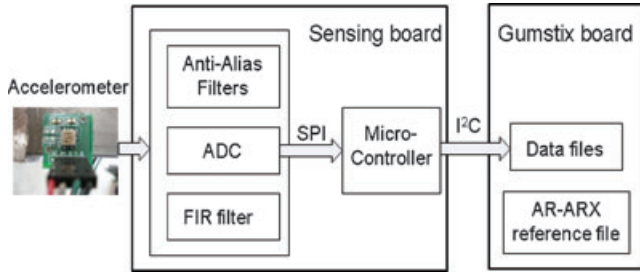 Sensing board
Gumstix board
Accelerometer
Anti-Alias
Filters
ADC
FIR filter
SPI
Micro-
Controller
I²C
Data files
AR-ARX
reference file